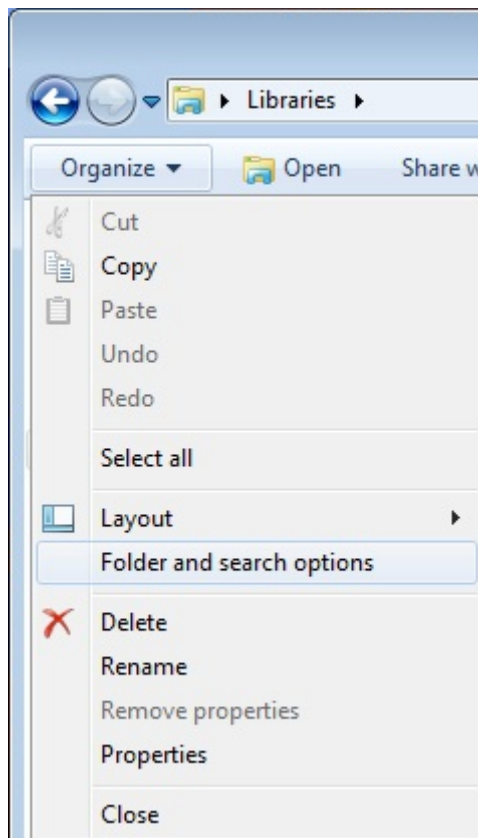 Libraries
Organize Open Share w
Cut
Copy
Paste
Undo
Redo
Select all
Layout
Folder and search options
Delete
Rename
Remove properties
Properties
Close